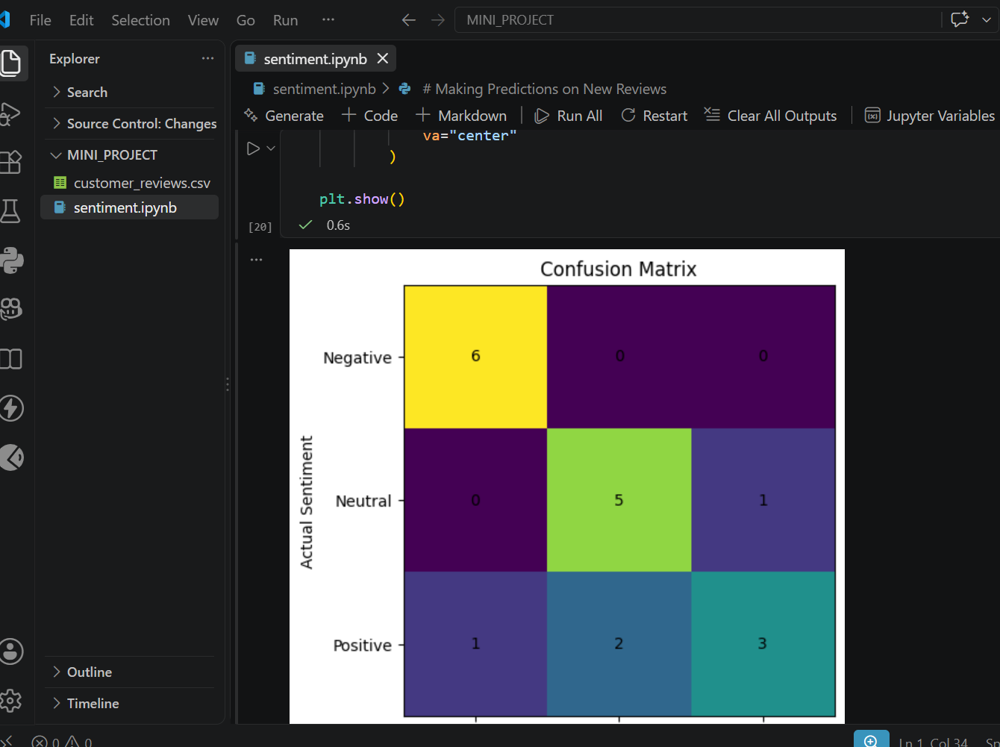 File Edit Selection View Go Run ···
MINI_PROJECT
Explorer ···
Search
Source Control: Changes
MINI_PROJECT
customer_reviews.csv
sentiment.ipynb
Outline
Timeline
sentiment.ipynb
sentiment.ipynb > # Making Predictions on New Reviews
Generate + Code + Markdown Run All Restart Clear All Outputs Jupyter Variables
va="center"
)
plt.show()
[20] 0.6s
···
Confusion Matrix
Actual Sentiment
Negative 6 0 0
Neutral 0 5 1
Positive 1 2 3
0 0
Ln 1, Col 34